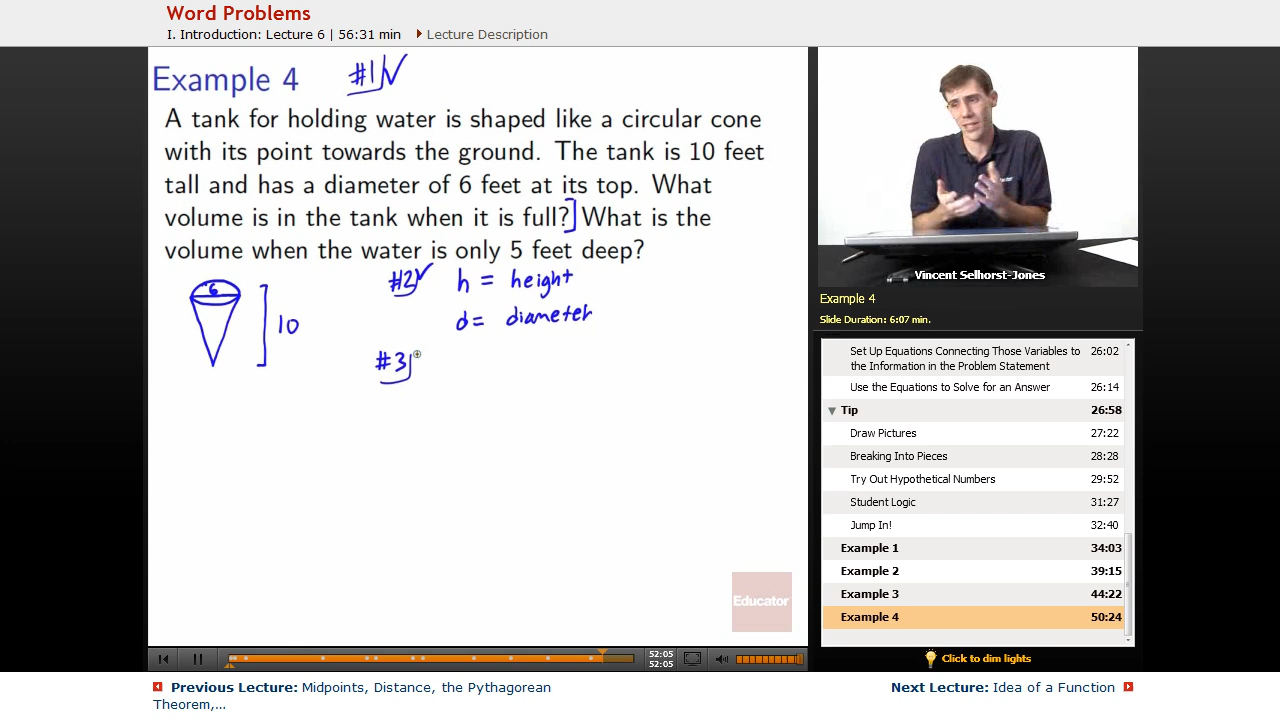 Word Problems
I. Introduction: Lecture 6 | 56:31 min Lecture Description
Example 4 #1
A tank for holding water is shaped like a circular cone
with its point towards the ground. The tank is 10 feet
tall and has a diameter of 6 feet at its top. What
volume is in the tank when it is full? What is the
volume when the water is only 5 feet deep?
#2 h = height
d = diameter
6
10
#3
Educator
Vincent Selhorst-Jones
Example 4
Slide Duration: 6:07 min.
Set Up Equations Connecting Those Variables to 26:02
the Information in the Problem Statement
Use the Equations to Solve for an Answer 26:14
Tip 26:58
Draw Pictures 27:22
Breaking Into Pieces 28:28
Try Out Hypothetical Numbers 29:52
Student Logic 31:27
Jump In! 32:40
Example 1 34:03
Example 2 39:15
Example 3 44:22
Example 4 50:24
52:05
52:05
Click to dim lights
Previous Lecture: Midpoints, Distance, the Pythagorean
Theorem,...
Next Lecture: Idea of a Function